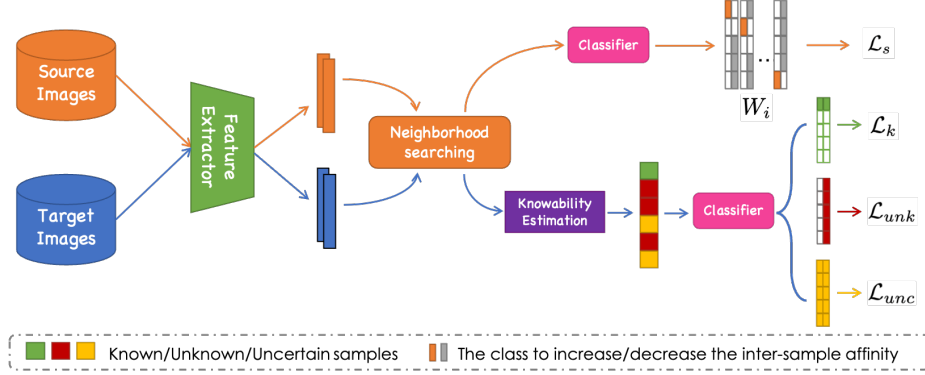 Source
Images
Target
Images
Feature
Extractor
Neighborhood
searching
Classifier
W_i
ℒ_s
Knowability
Estimation
Classifier
ℒ_k
ℒ_unk
ℒ_unc
Known/Unknown/Uncertain samples
The class to increase/decrease the inter-sample affinity